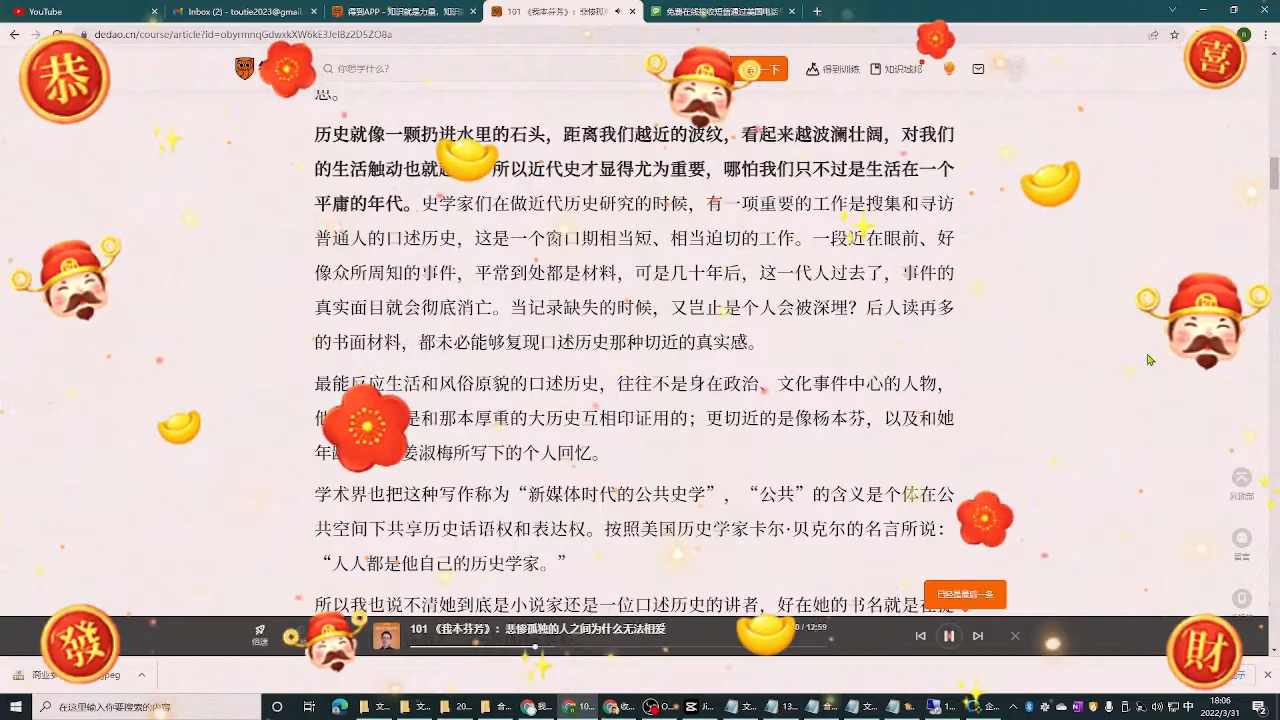 YouTube
Inbox (2) - toutie2023@gmail
得到APP - 知识就是力量，知
101 《我本芬芳》：悲惨孤
免费在线接收短信通过美国电话
dedao.cn/course/article?id=obyrmnqGdwxkXW6kE3JelBz2D5ZO8a
恭
喜
你想学什么?
一下
得到训练
知识城邦
思。
历史就像一颗扔进水里的石头，距离我们越近的波纹，看起来越波澜壮阔，对我们
的生活触动也就 所以近代史才显得尤为重要，哪怕我们只不过是生活在一个
平庸的年代。史学家们在做近代历史研究的时候，有一项重要的工作是搜集和寻访
普通人的口述历史，这是一个窗口期相当短、相当迫切的工作。一段近在眼前、好
像众所周知的事件，平常到处都是材料，可是几十年后，这一代人过去了，事件的
真实面目就会彻底消亡。当记录缺失的时候，又岂止是个人会被深埋？后人读再多
的书面材料，都未必能够复现口述历史那种切近的真实感。
最能反应生活和风俗原貌的口述历史，往往不是身在政治、文化事件中心的人物，
是和那本厚重的大历史互相印证用的；更切近的是像杨本芬，以及和她
年 姜淑梅所写下的个人回忆。
学术界也把这种写作称为“新媒体时代的公共史学”，“公共”的含义是个体在公
共空间下共享历史话语权和表达权。按照美国历史学家卡尔·贝克尔的名言所说：
“人人都是他自己的历史学家。”
回顶部
留言
已经是最后一条
所以我也说不清她到底是小说家还是一位口述历史的讲者，好在她的书名就是
發
倍速
101 《我本芬芳》：悲惨孤独的人之间为什么无法相爱
/ 12:59
財
商业 peg
在这里输入你要搜索的内容
中
18:06
2022/3/31